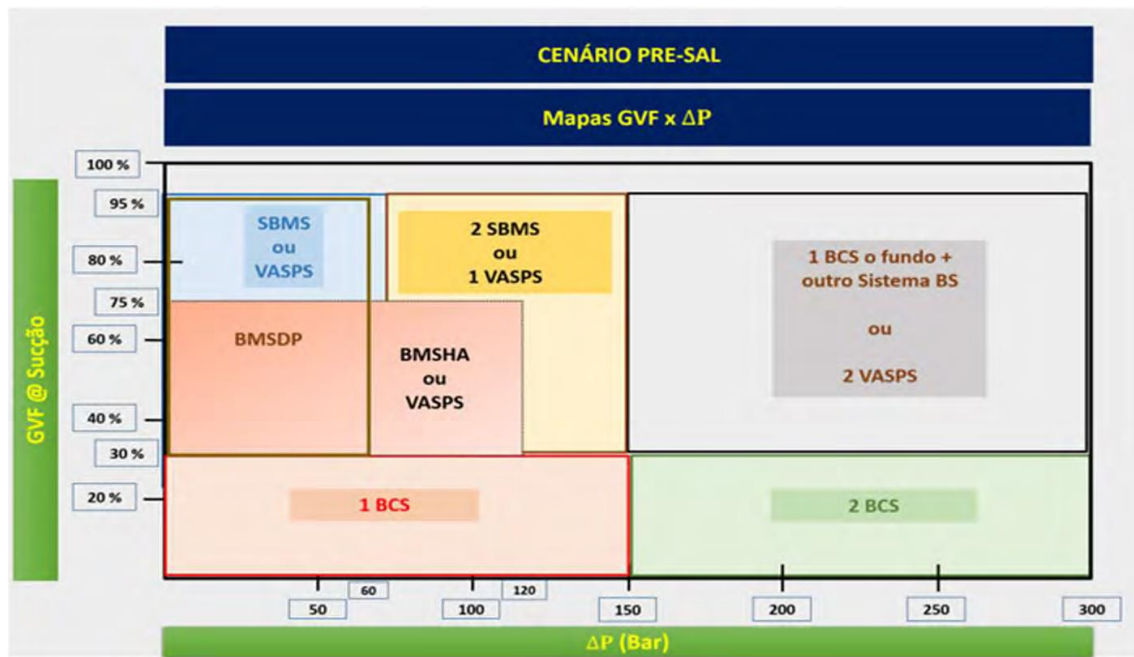 CENÁRIO PRE-SAL
Mapas GVF x ΔP
GVF @ Sucção
100 %
95 %
80 %
75 %
60 %
40 %
30 %
20 %
SBMS
ou
VASPS
2 SBMS
ou
1 VASPS
1 BCS o fundo +
outro Sistema BS
ou
2 VASPS
BMSDP
BMSHA
ou
VASPS
1 BCS
2 BCS
50
60
100
120
150
200
250
300
ΔP (Bar)